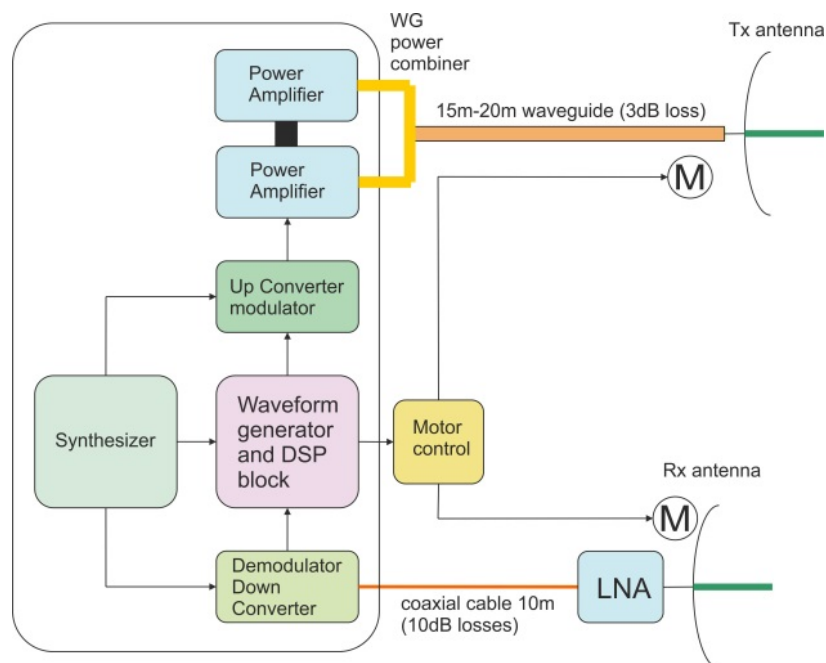 WG
power
combiner
Tx antenna
Power
Amplifier
15m-20m waveguide (3dB loss)
M
Power
Amplifier
Up Converter
modulator
Synthesizer
Waveform
generator
and DSP
block
Motor
control
Rx antenna
M
Demodulator
Down
Converter
coaxial cable 10m
(10dB losses)
LNA